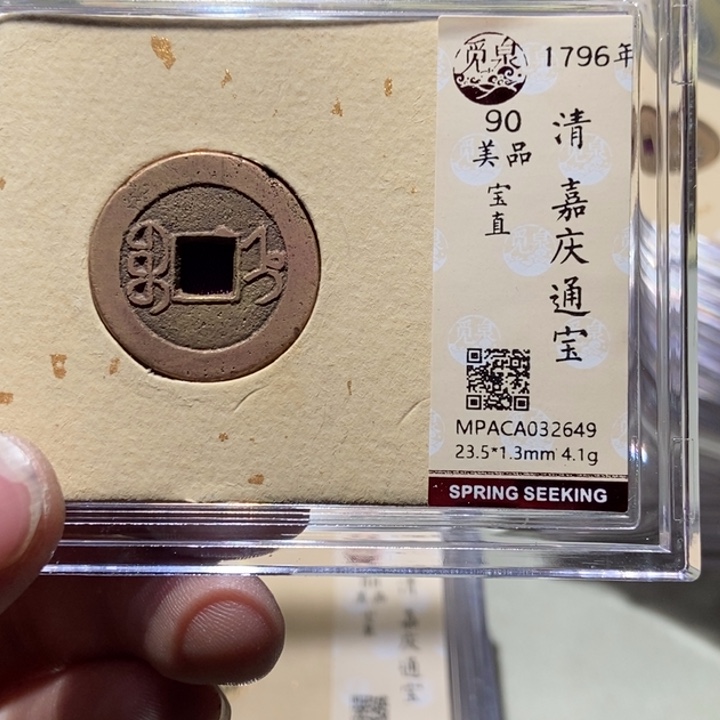 觅泉
1796年
90
美品
宝直
清 嘉庆通宝
MPACA032649
23.5*1.3mm 4.1g
SPRING SEEKING